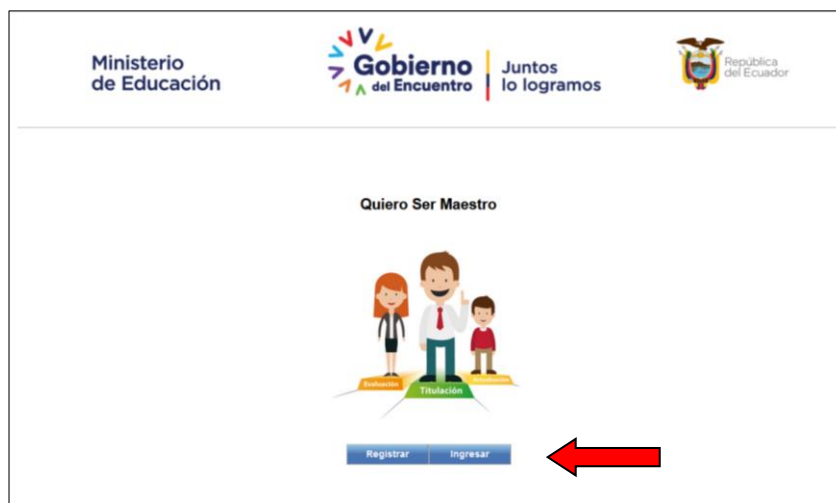 Ministerio
de Educación
Gobierno
del Encuentro
Juntos
lo logramos
República
del Ecuador
Quiero Ser Maestro
Evaluación
Titulación
Registrar
Ingresar